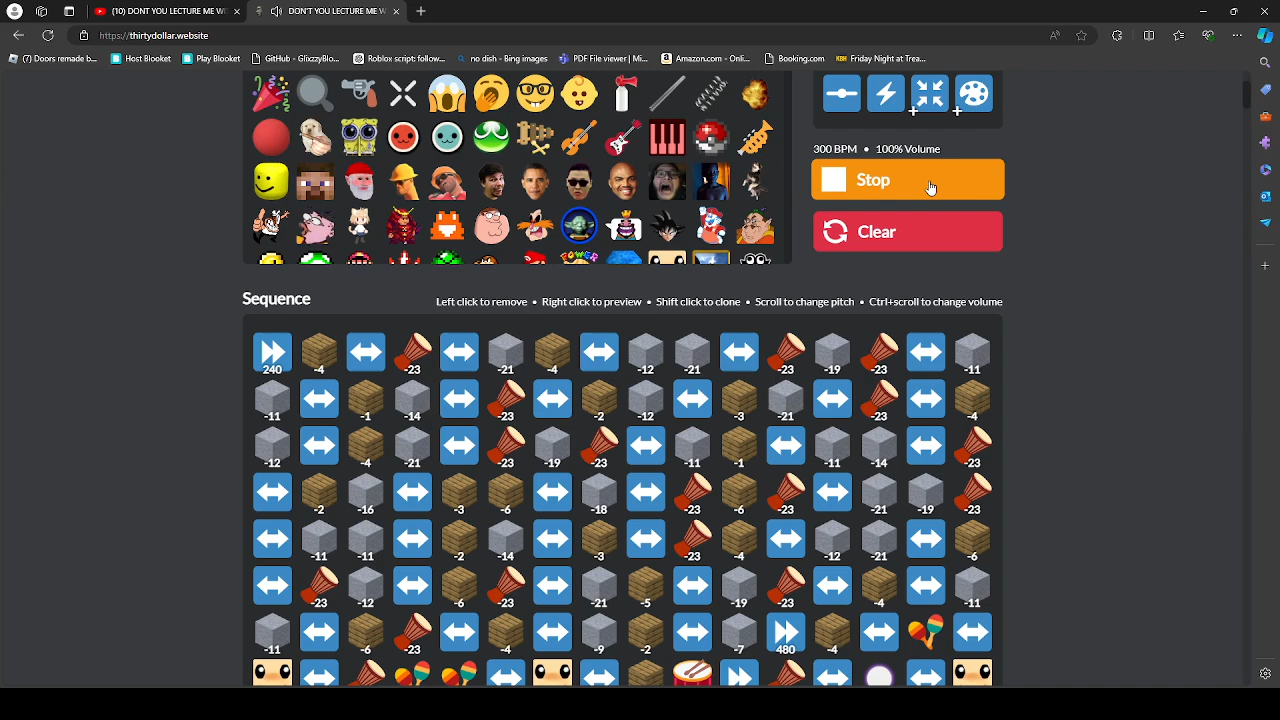 (10) DONT YOU LECTURE ME WI
DON'T YOU LECTURE ME W
https://thirtydollar.website
(7) Doors remade b...
Host Blooket
Play Blooket
GitHub - GlizzyBlo...
Roblox script: follow...
no dish - Bing images
PDF File viewer | Mi...
Amazon.com - Onli...
Booking.com
KBH Friday Night at Trea...
300 BPM • 100% Volume
Stop
Clear
Sequence
Left click to remove • Right click to preview • Shift click to clone • Scroll to change pitch • Ctrl+scroll to change volume
240 -4 -23 -21 -4 -12 -21 -23 -19 -23 -11
-11 -1 -14 -23 -2 -12 -3 -21 -23 -4
-12 -4 -21 -23 -19 -23 -11 -1 -11 -14 -23
-2 -16 -3 -6 -18 -23 -6 -23 -21 -19 -23
-11 -11 -2 -14 -3 -23 -4 -12 -21 -6
-23 -12 -6 -23 -21 -5 -19 -23 -4 -11
-11 -6 -23 -4 -9 -2 -7 480 -4